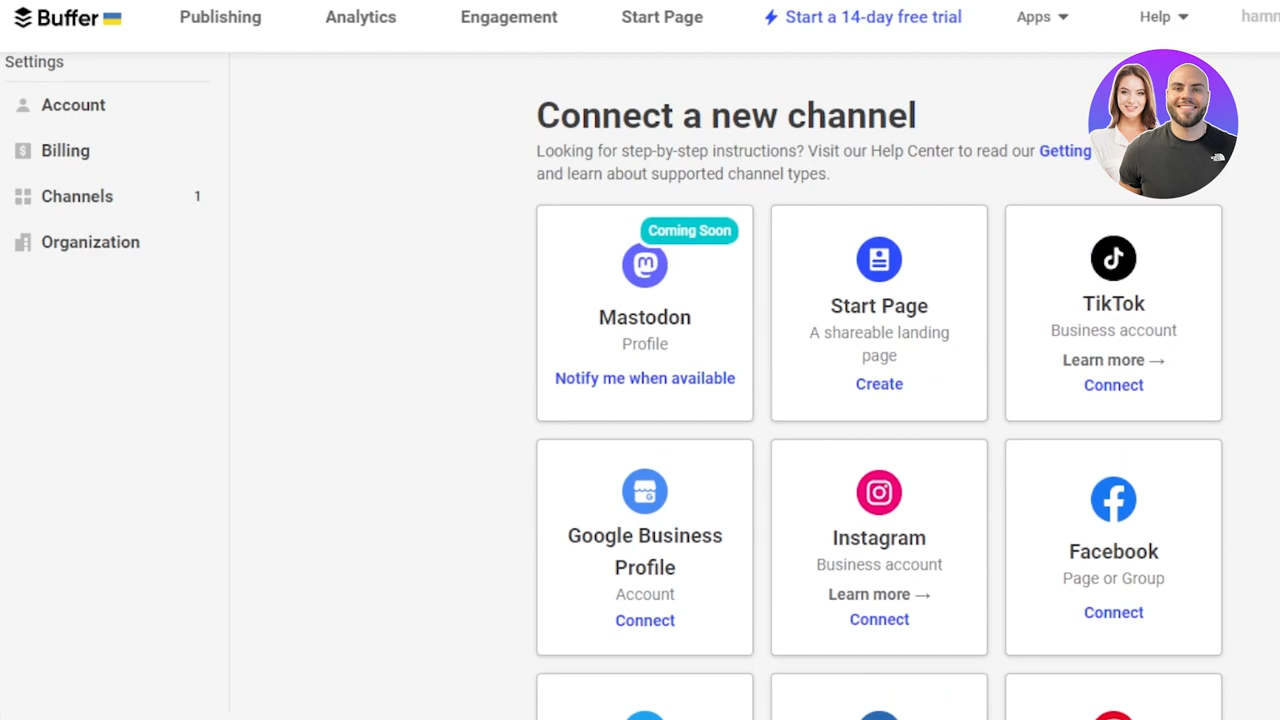 Buffer
Publishing
Analytics
Engagement
Start Page
Start a 14-day free trial
Apps
Help
Settings
Account
Billing
Channels 1
Organization
Connect a new channel
Looking for step-by-step instructions? Visit our Help Center to read our Getting
and learn about supported channel types.
Coming Soon
Mastodon
Profile
Notify me when available
Start Page
A shareable landing
page
Create
TikTok
Business account
Learn more →
Connect
Google Business
Profile
Account
Connect
Instagram
Business account
Learn more →
Connect
Facebook
Page or Group
Connect